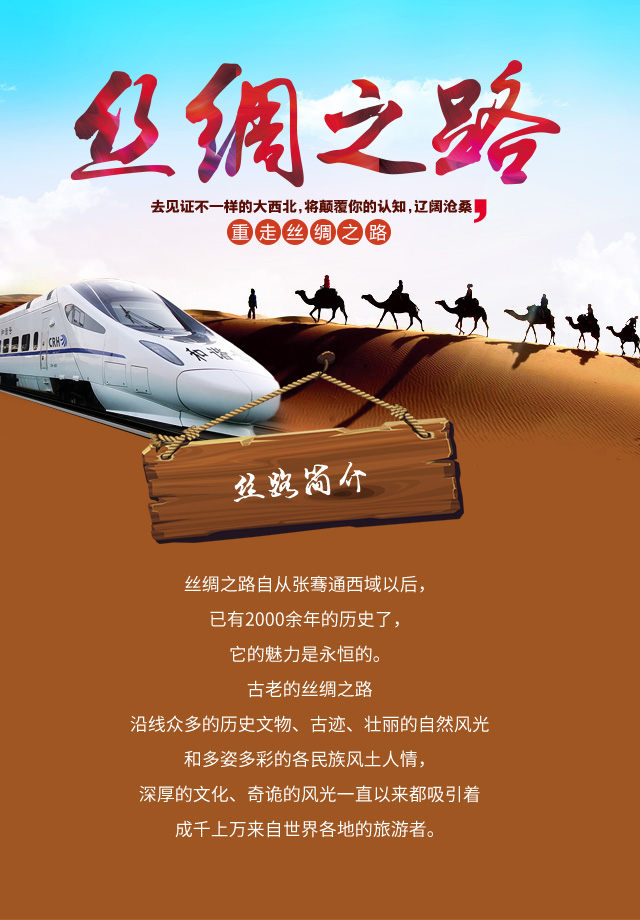 丝绸之路
去见证不一样的大西北,将颠覆你的认知,辽阔沧桑
重走丝绸之路
和谐号
CRH
和谐
丝路简介
丝绸之路自从张骞通西域以后，
已有2000余年的历史了，
它的魅力是永恒的。
古老的丝绸之路
沿线众多的历史文物、古迹、壮丽的自然风光
和多姿多彩的各民族风土人情，
深厚的文化、奇诡的风光一直以来都吸引着
成千上万来自世界各地的旅游者。